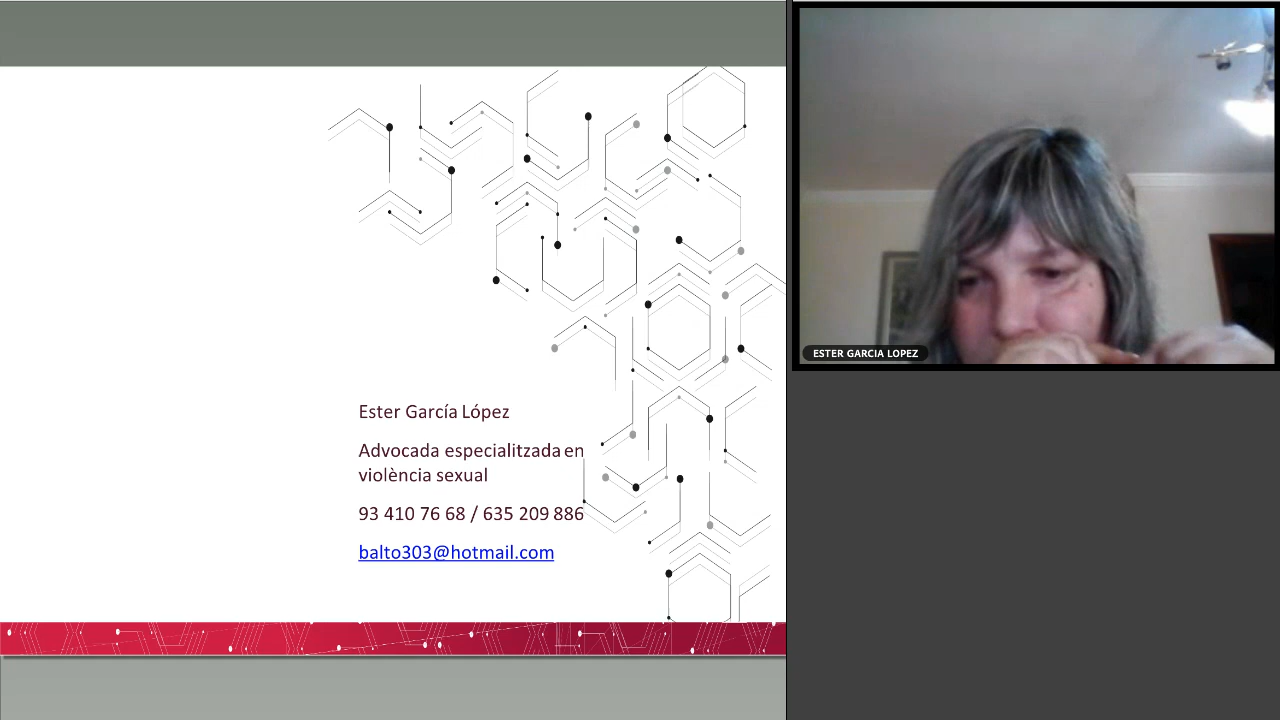 Ester García López
Advocada especialitzada en
violència sexual
93 410 76 68 / 635 209 886
balto303@hotmail.com
ESTER GARCIA LOPEZ